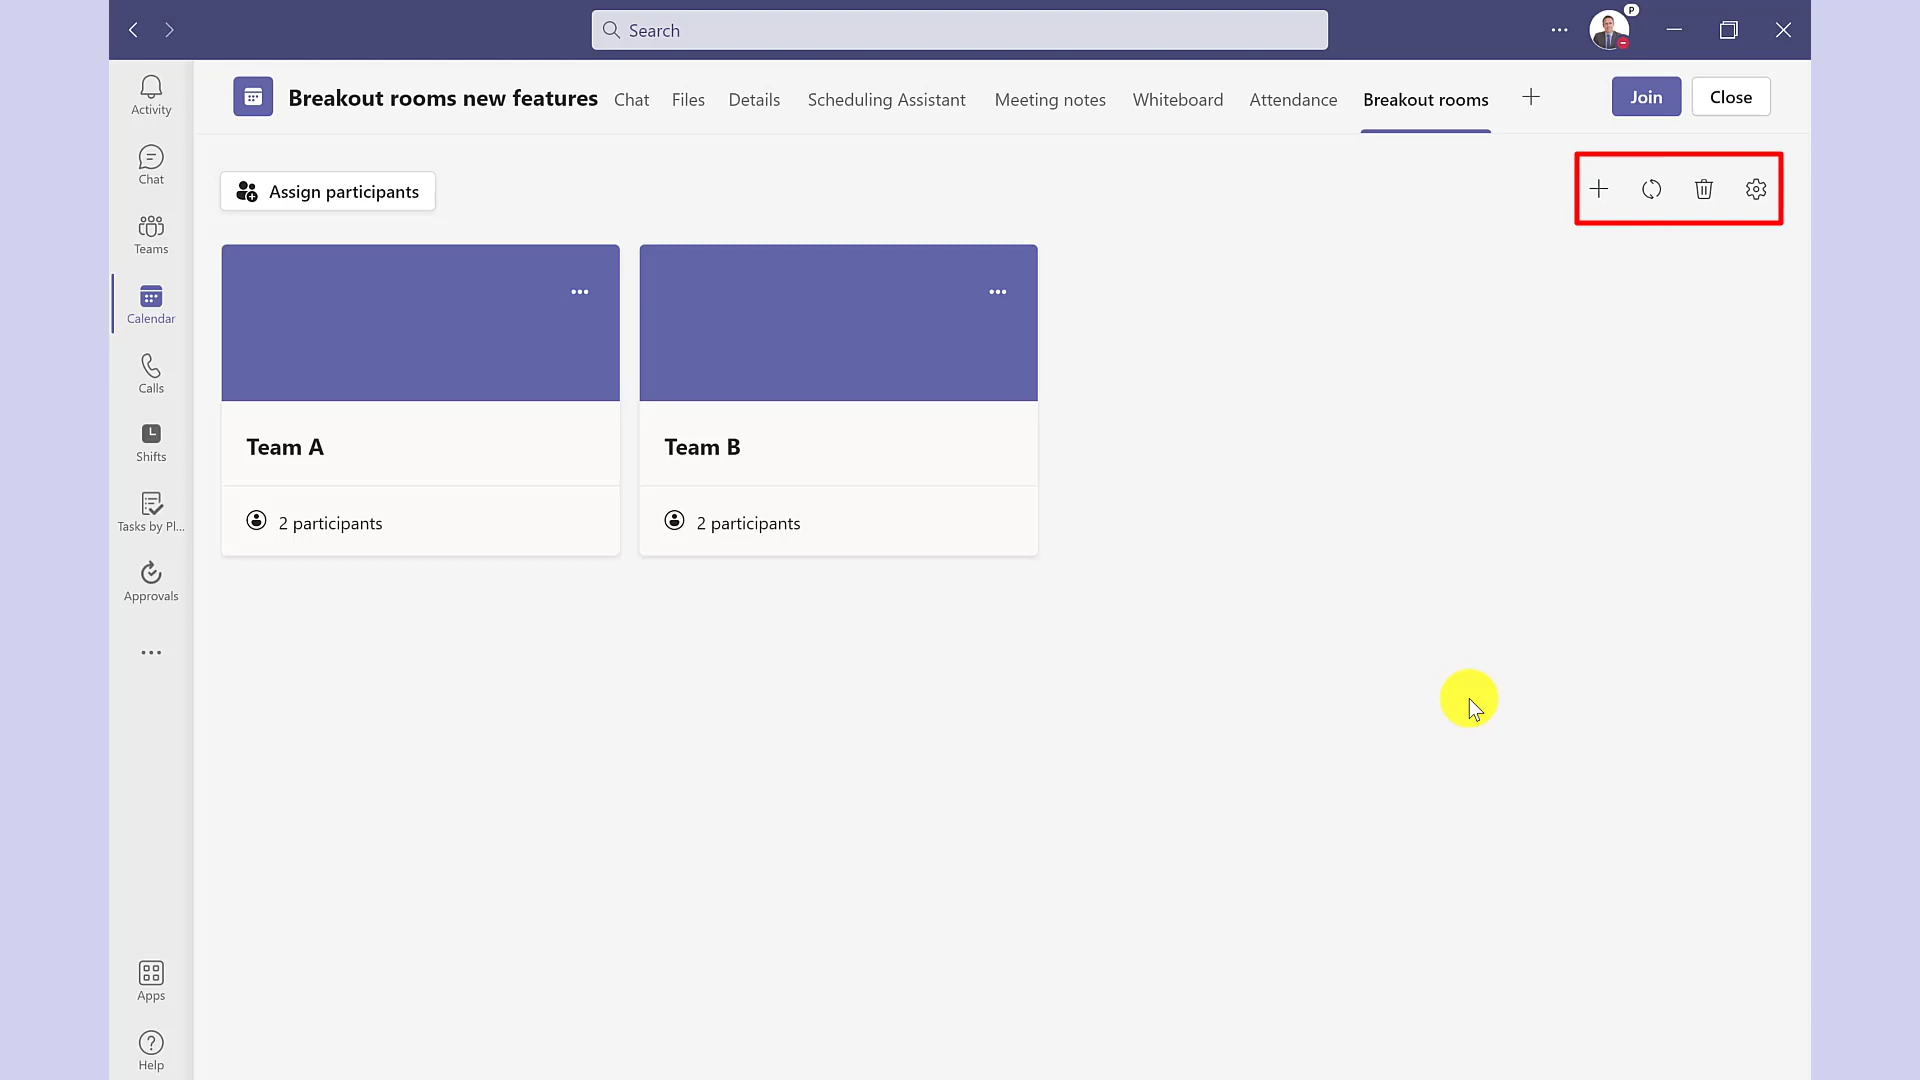 Search
P
Breakout rooms new features Chat Files Details Scheduling Assistant Meeting notes Whiteboard Attendance Breakout rooms Join Close
Activity
Chat
Teams
Calendar
Calls
Shifts
Tasks by Pl...
Approvals
Apps
Help
Assign participants
Team A
2 participants
Team B
2 participants